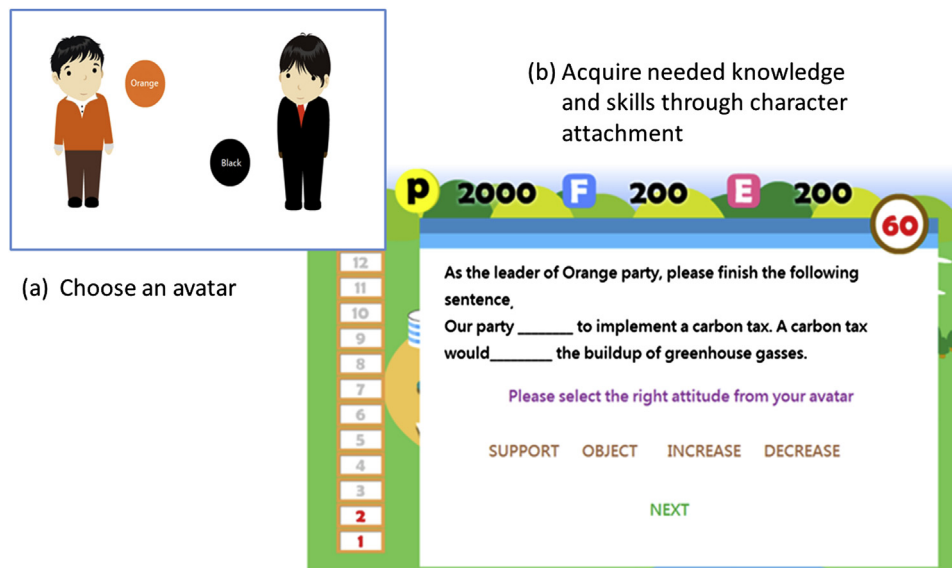 Orange
Black
(a) Choose an avatar
(b) Acquire needed knowledge
and skills through character
attachment
P 2000 F 200 E 200
60
12
11
10
9
8
7
6
5
4
3
2
1
As the leader of Orange party, please finish the following
sentence.
Our party _______ to implement a carbon tax. A carbon tax
would________ the buildup of greenhouse gasses.
Please select the right attitude from your avatar
SUPPORT OBJECT INCREASE DECREASE
NEXT